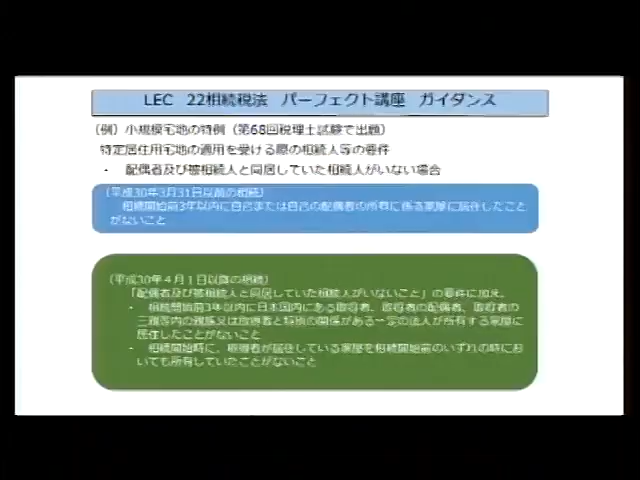 LEC 22相続税法 パーフェクト講座 ガイダンス
(例)小規模宅地の特例(第68回税理士試験で出題)
特定居住用宅地の適用を受ける際の相続人等の要件
・ 配偶者及び被相続人と同居していた相続人がいない場合
(平成30年3月31日以前の相続)
相続開始前3年以内に自己または自己の配偶者の所有に係る家屋に居住したこと
がないこと
(平成30年4月1日以降の相続)
「配偶者及び被相続人と同居していた相続人がいないこと」の要件に加え、
・ 相続開始前3年以内に日本国内にある取得者、取得者の配偶者、取得者の
三親等内の親族又は取得者と特別の関係がある一定の法人が所有する家屋に
居住したことがないこと
・ 相続開始時に、取得者が居住している家屋を相続開始前のいずれの時にお
いても所有していたことがないこと